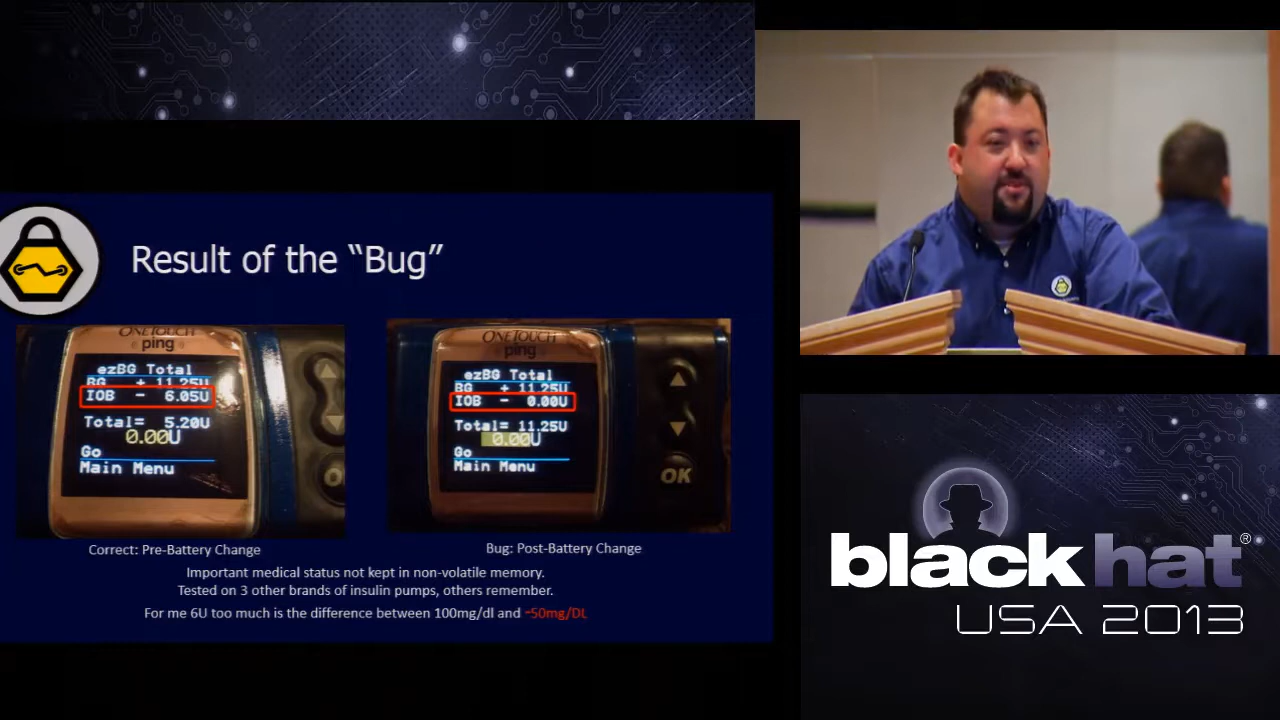 Result of the “Bug”
ONETOUCH
ping
ezBG Total
BG + 11.25U
IOB - 6.05U
Total= 5.20U
0.00U
Go
Main Menu
ONETOUCH
ping
ezBG Total
BG + 11.25U
IOB - 0.00U
Total= 11.25U
0.00U
Go
Main Menu
OK
Correct: Pre-Battery Change
Bug: Post-Battery Change
Important medical status not kept in non-volatile memory.
Tested on 3 other brands of insulin pumps, others remember.
For me 6U too much is the difference between 100mg/dl and -50mg/DL
black hat®
USA 2013